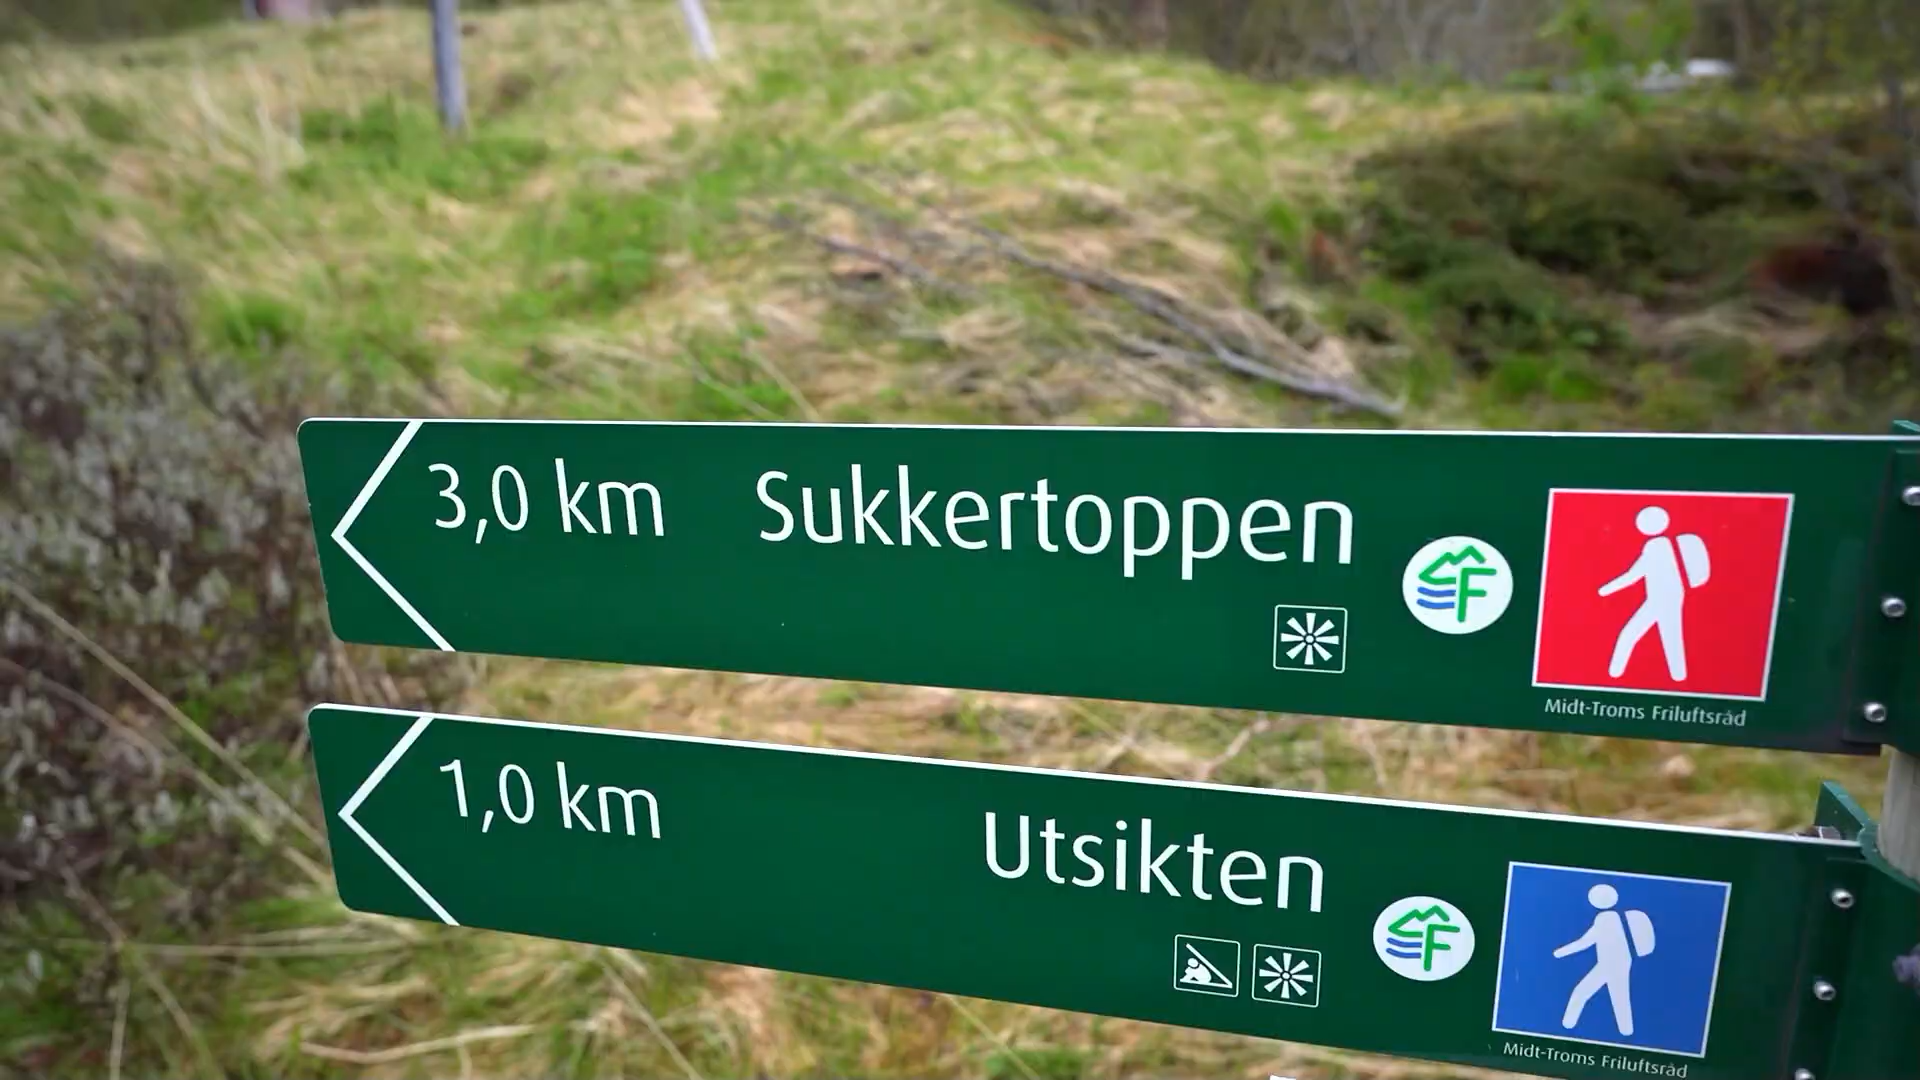 3,0 km Sukkertoppen
F
Midt-Troms Friluftsråd
1,0 km Utsikten
F
Midt-Troms Friluftsråd